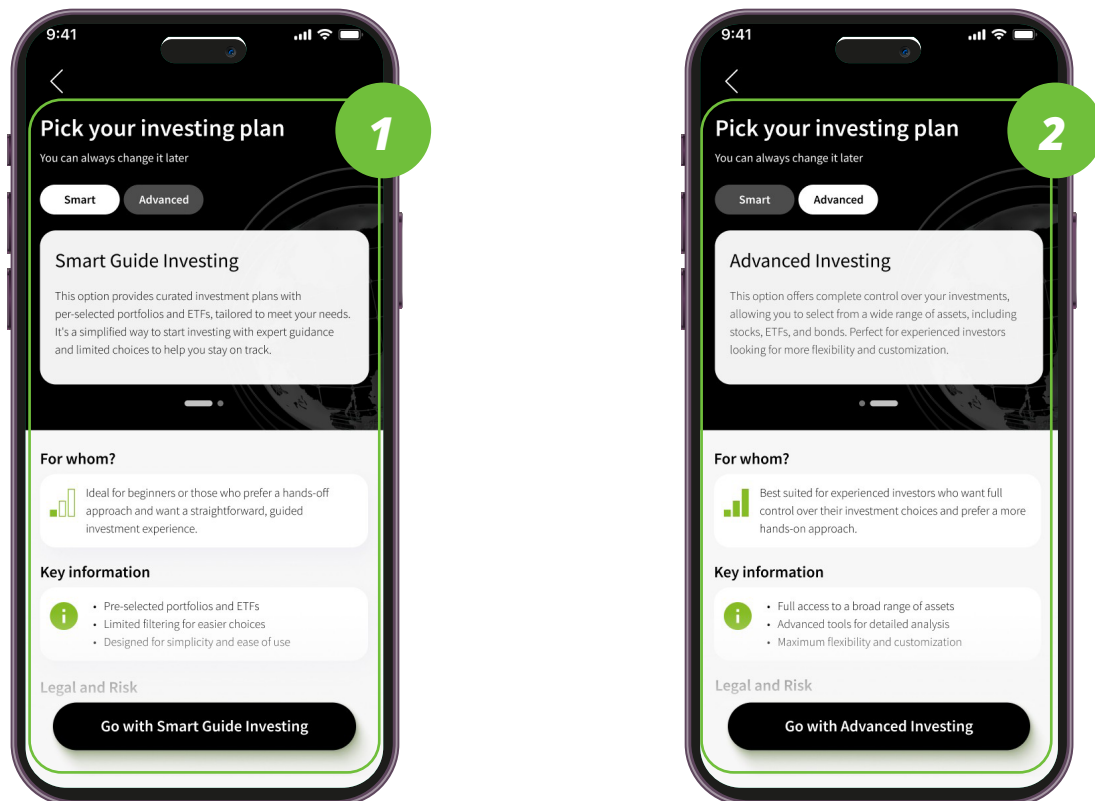 9:41
1
Pick your investing plan
You can always change it later
Smart Advanced
Smart Guide Investing
This option provides curated investment plans with
per-selected portfolios and ETFs, tailored to meet your needs.
It's a simplified way to start investing with expert guidance
and limited choices to help you stay on track.
For whom?
Ideal for beginners or those who prefer a hands-off
approach and want a straightforward, guided
investment experience.
Key information
• Pre-selected portfolios and ETFs
• Limited filtering for easier choices
• Designed for simplicity and ease of use
Legal and Risk
Go with Smart Guide Investing
9:41
2
Pick your investing plan
You can always change it later
Smart Advanced
Advanced Investing
This option offers complete control over your investments,
allowing you to select from a wide range of assets, including
stocks, ETFs, and bonds. Perfect for experienced investors
looking for more flexibility and customization.
For whom?
Best suited for experienced investors who want full
control over their investment choices and prefer a more
hands-on approach.
Key information
• Full access to a broad range of assets
• Advanced tools for detailed analysis
• Maximum flexibility and customization
Legal and Risk
Go with Advanced Investing